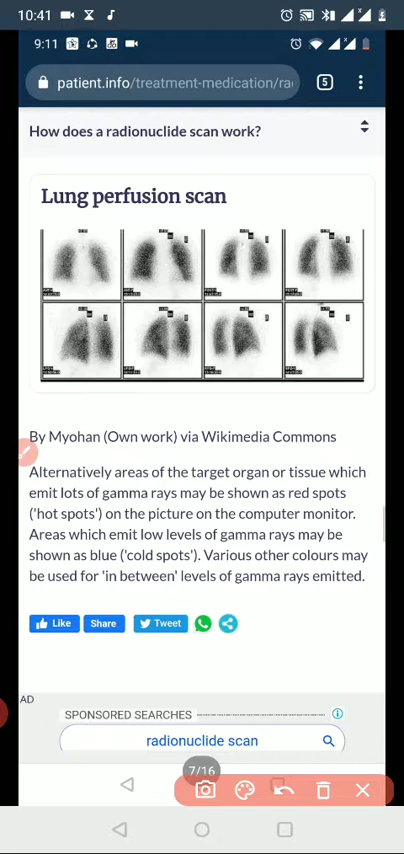 10:41
9:11
patient.info/treatment-medication/ra
5
How does a radionuclide scan work?
Lung perfusion scan
By Myohan (Own work) via Wikimedia Commons
Alternatively areas of the target organ or tissue which
emit lots of gamma rays may be shown as red spots
('hot spots') on the picture on the computer monitor.
Areas which emit low levels of gamma rays may be
shown as blue ('cold spots'). Various other colours may
be used for 'in between' levels of gamma rays emitted.
Like Share Tweet
AD
SPONSORED SEARCHES
radionuclide scan
7/16